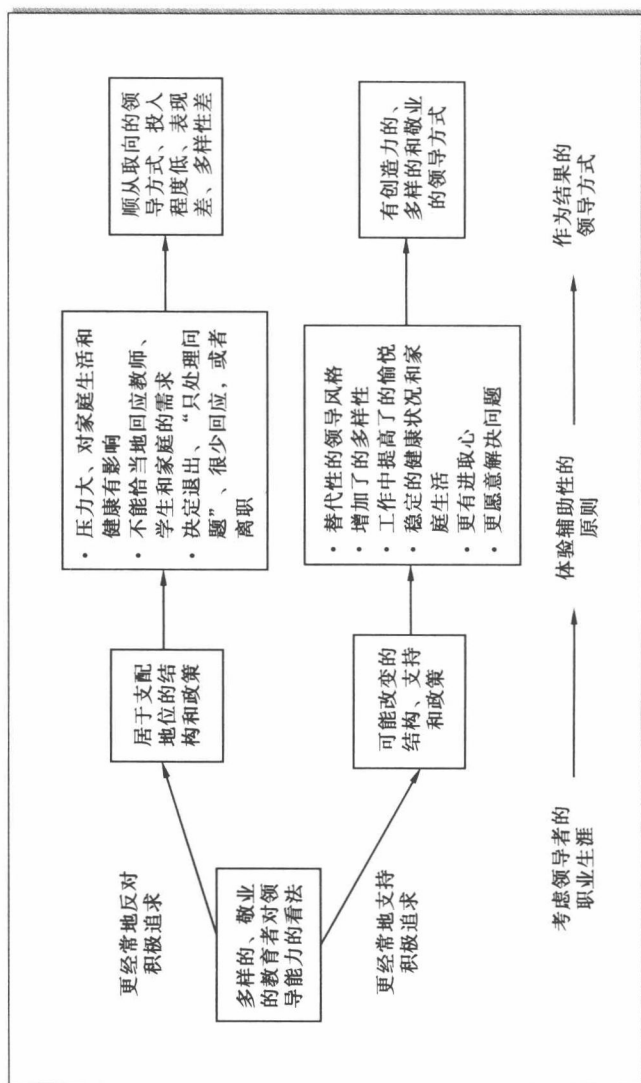 更经常地反对
积极追求
多样的、敬业
的教育者对领
导能力的看法
更经常地支持
积极追求
居于支配
地位的结
构和政策
• 压力大、对家庭生活和
健康有影响
• 不能恰当地回应教师、
学生和家庭的需求
• 决定退出、“只处理问
题”、很少回应，或者
离职
顺从取向的领
导方式、投入
程度低、表现
差、多样性差
可能改变的
结构、支持
和政策
• 替代性的领导风格
• 增加了的多样性
• 工作中提高了的愉悦
• 稳定的健康状况和家
庭生活
• 更有进取心
• 更愿意解决问题
有创造力的、
多样的和敬业
的领导方式
考虑领导者的
职业生涯
体验辅助性的
原则
作为结果的
领导方式